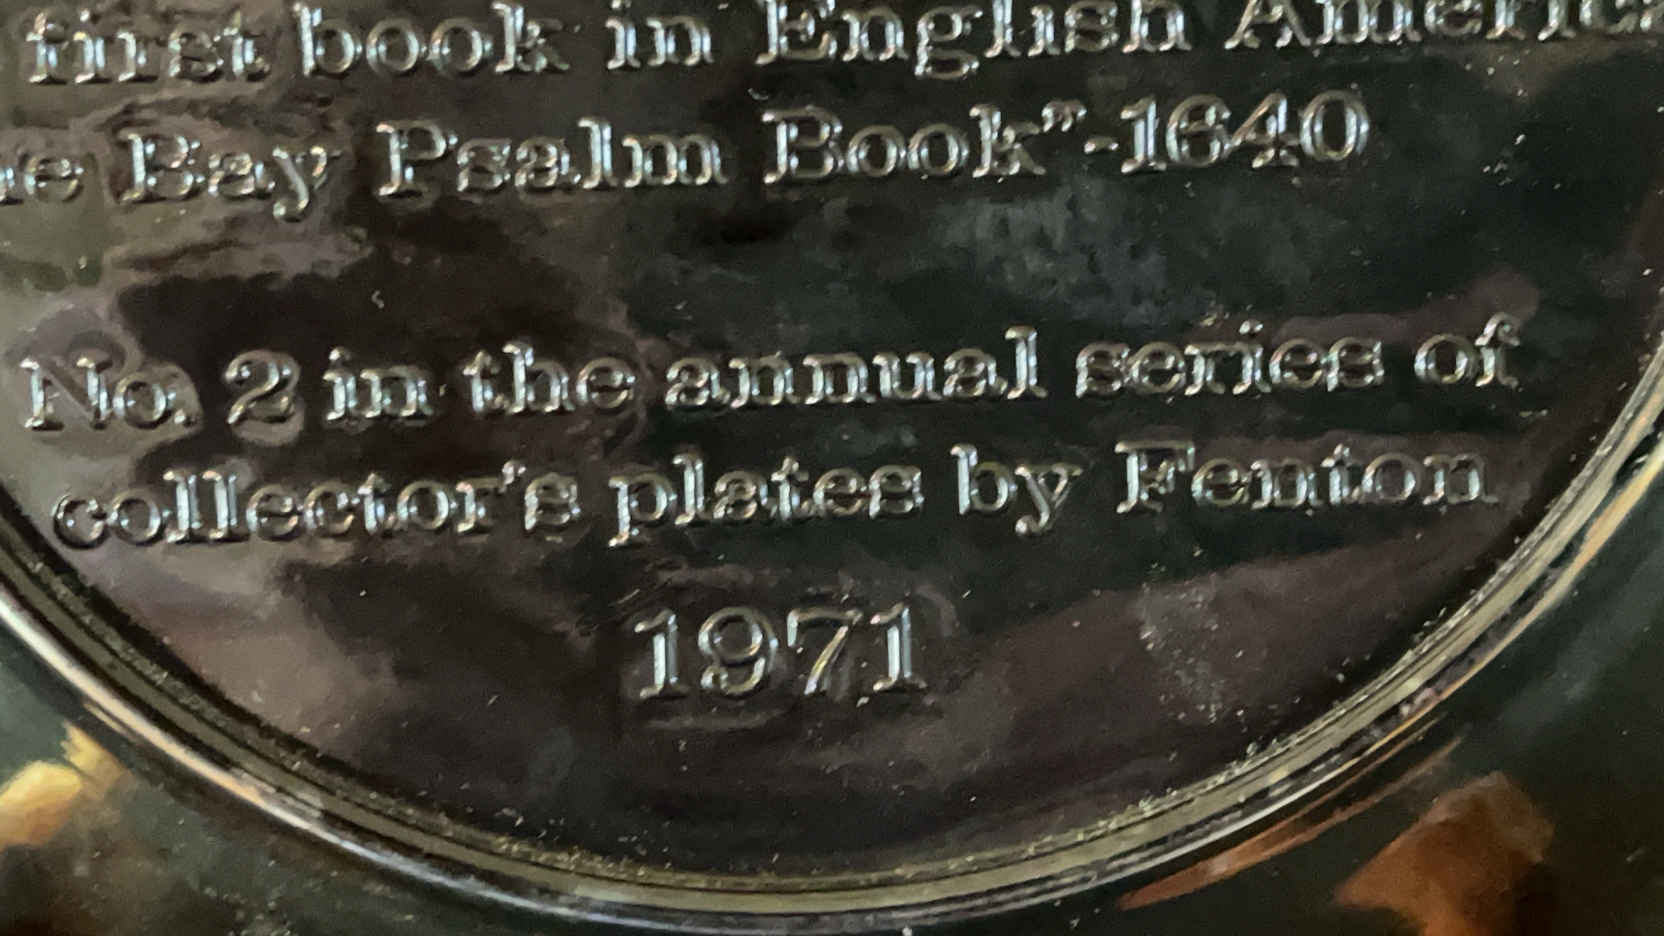 first book in English America
Bay Psalm Book"-1640
No. 2 in the annual series of
collector's plates by Fenton
1971